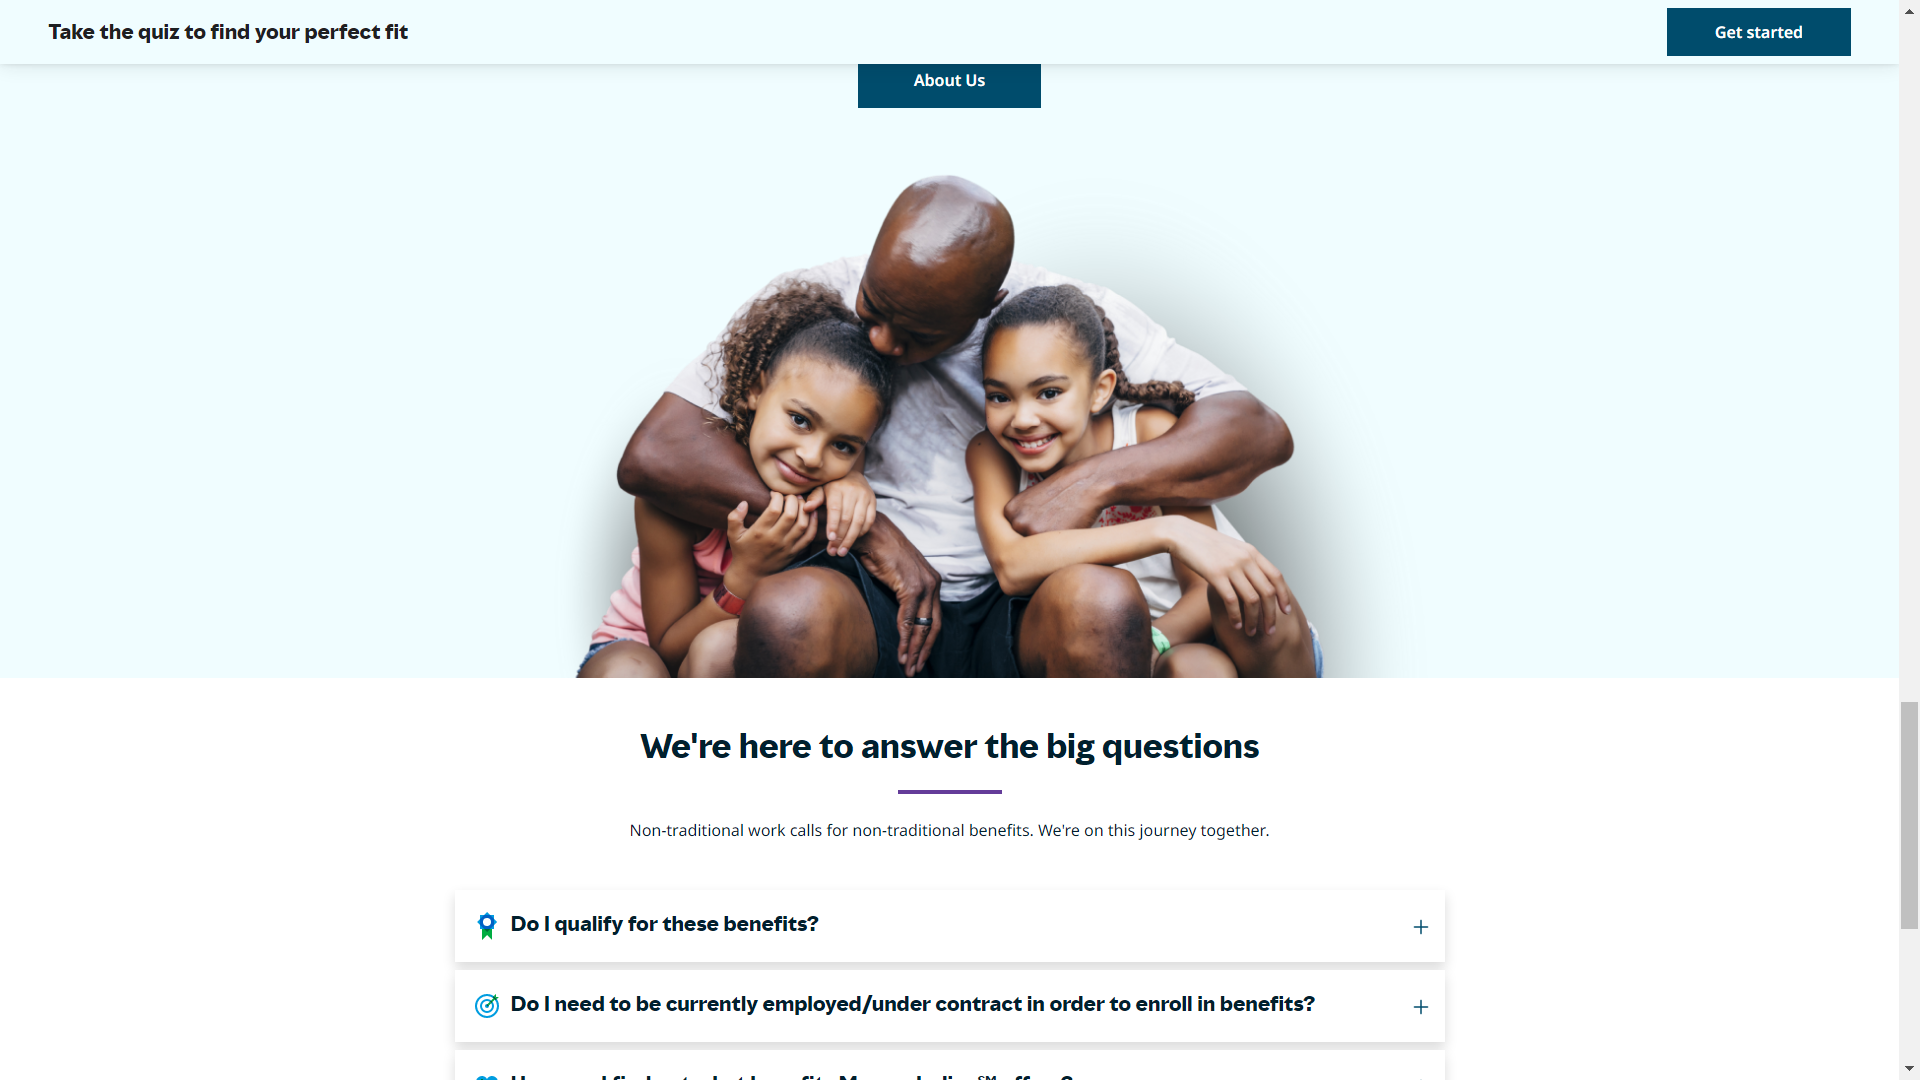 Take the quiz to find your perfect fit
Get started
About Us
We're here to answer the big questions
Non-traditional work calls for non-traditional benefits. We're on this journey together.
Do I qualify for these benefits?
Do I need to be currently employed/under contract in order to enroll in benefits?